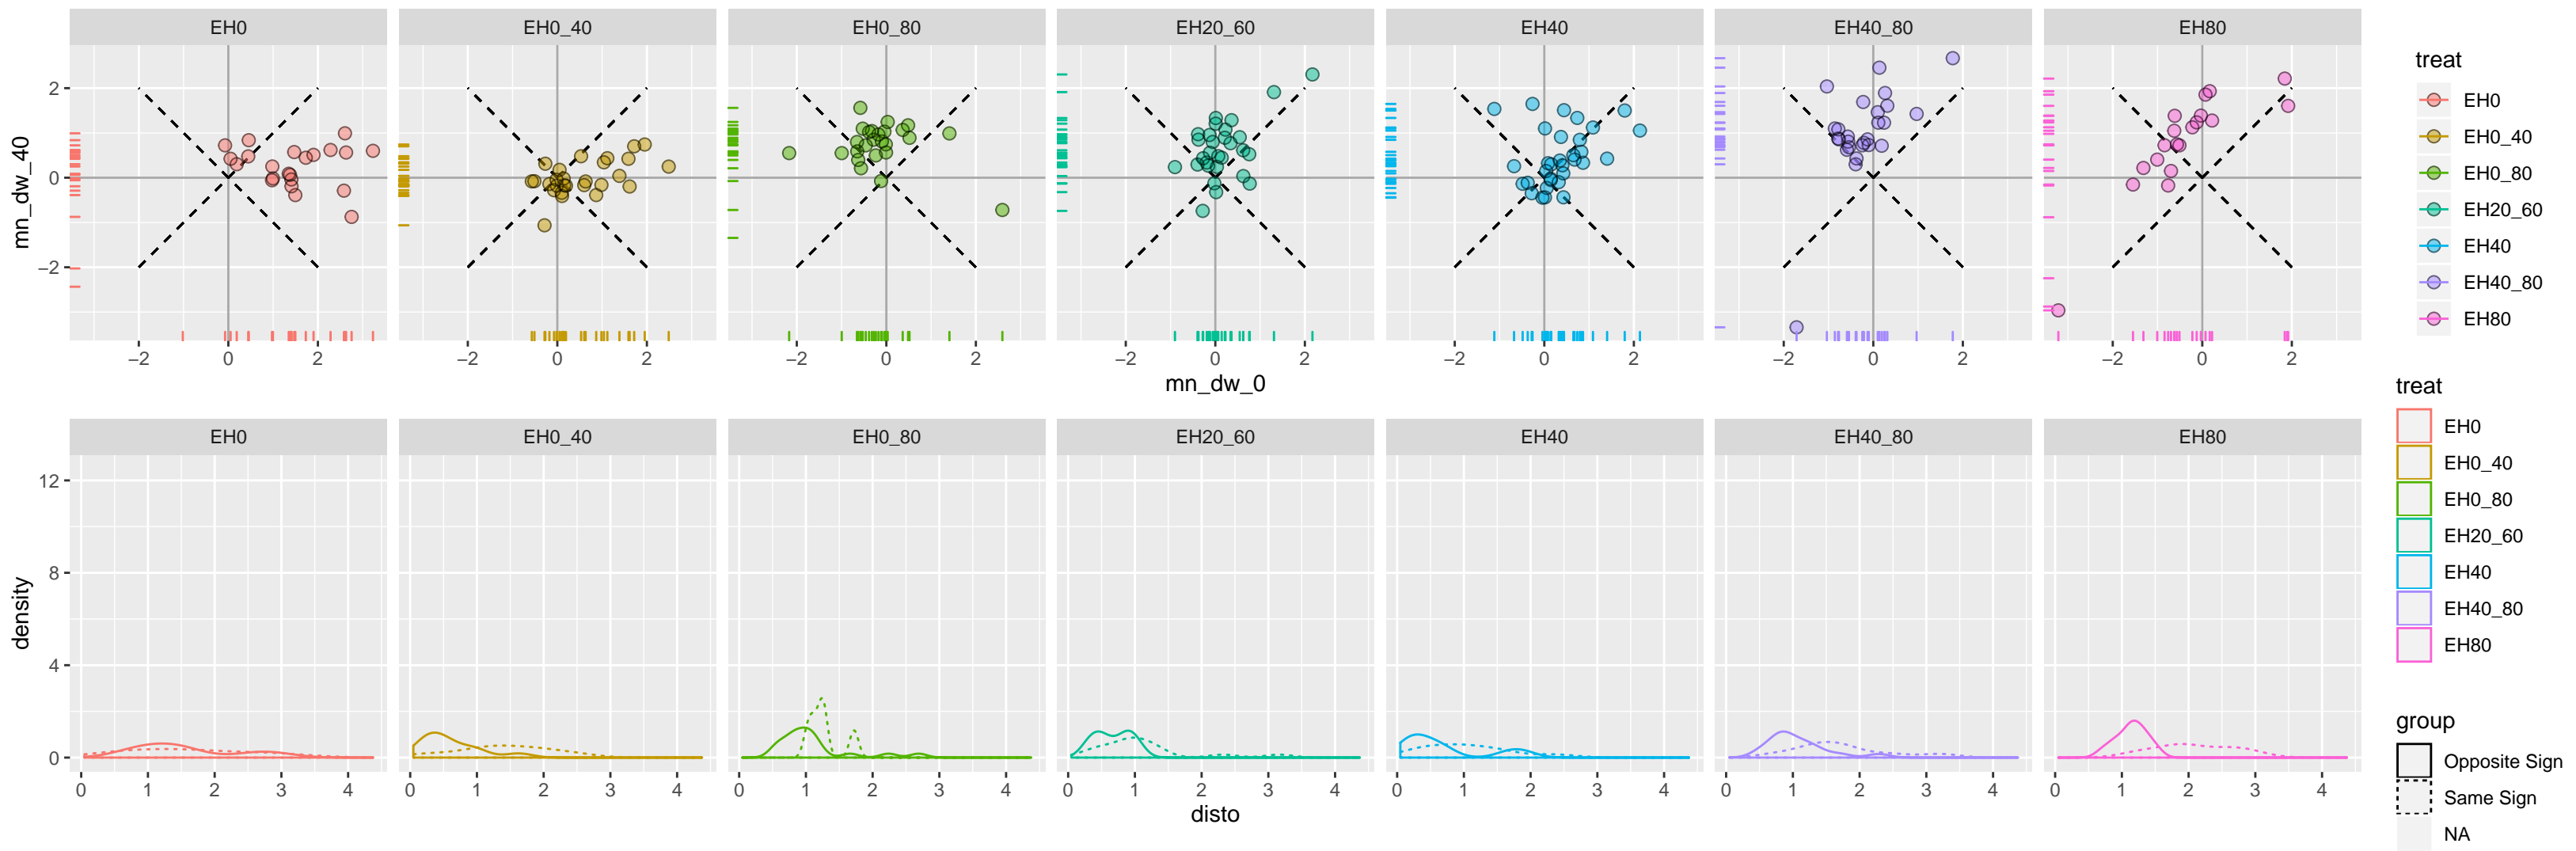 EH0 EH0_40 EH0_80 EH20_60 EH40 EH40_80 EH80
mn_dw_40
2
0
−2
−2 0 2 −2 0 2 −2 0 2 −2 0 2 −2 0 2 −2 0 2 −2 0 2
mn_dw_0
treat
EH0
EH0_40
EH0_80
EH20_60
EH40
EH40_80
EH80
EH0 EH0_40 EH0_80 EH20_60 EH40 EH40_80 EH80
density
12
8
4
0
0 1 2 3 4 0 1 2 3 4 0 1 2 3 4 0 1 2 3 4 0 1 2 3 4 0 1 2 3 4 0 1 2 3 4
disto
treat
EH0
EH0_40
EH0_80
EH20_60
EH40
EH40_80
EH80
group
Opposite Sign
Same Sign
NA